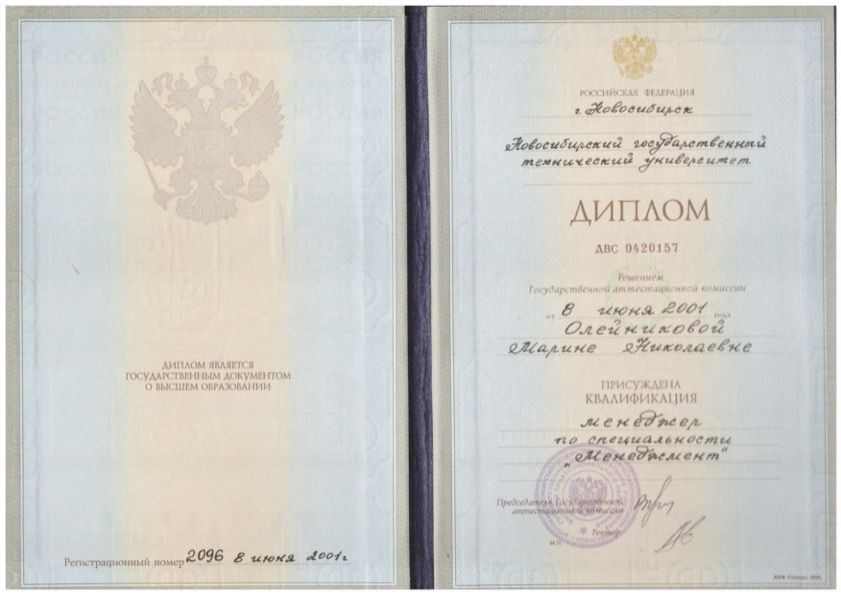 ДИПЛОМ ЯВЛЯЕТСЯ
ГОСУДАРСТВЕННЫМ ДОКУМЕНТОМ
О ВЫСШЕМ ОБРАЗОВАНИИ
Регистрационный номер 2096 8 июня 2001г
РОССИЙСКАЯ ФЕДЕРАЦИЯ
г. Новосибирск
Новосибирский государственный
технический университет
ДИПЛОМ
ДВС 0420157
Решением
Государственной аттестационной комиссии
от 8 июня 2001 года
Олейниковой
Марине Николаевне
ПРИСУЖДЕНА
КВАЛИФИКАЦИЯ
менеджер
по специальности
„Менеджмент"
Председатель Государственной
аттестационной комиссии
Ректор
М.П.